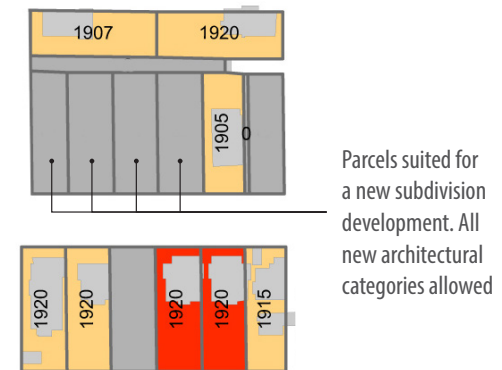 1907 1920
1905
0
Parcels suited for
a new subdivision
development. All
new architectural
categories allowed
1920 1920 1920 1920 1915